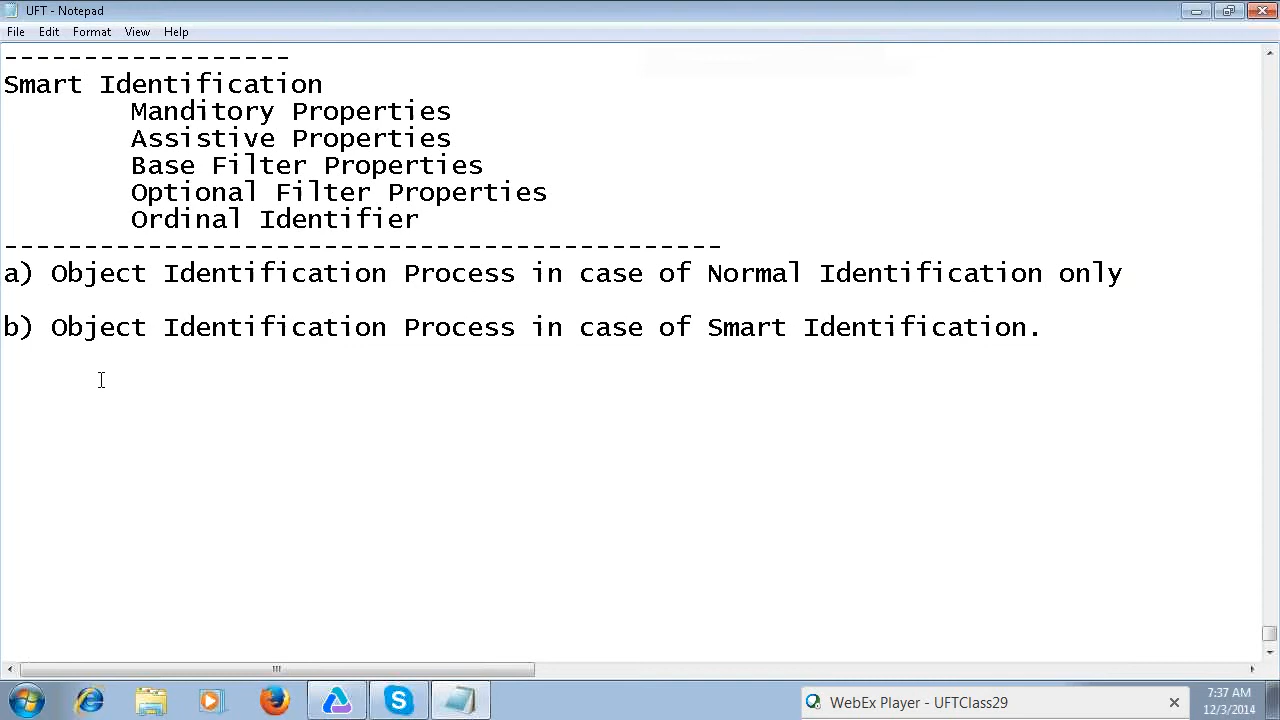 UFT - Notepad
File Edit Format View Help
------------------
Smart Identification
Manditory Properties
Assistive Properties
Base Filter Properties
Optional Filter Properties
Ordinal Identifier
---------------------------------------------
a) Object Identification Process in case of Normal Identification only
b) Object Identification Process in case of Smart Identification.
WebEx Player - UFTClass29
7:37 AM
12/3/2014